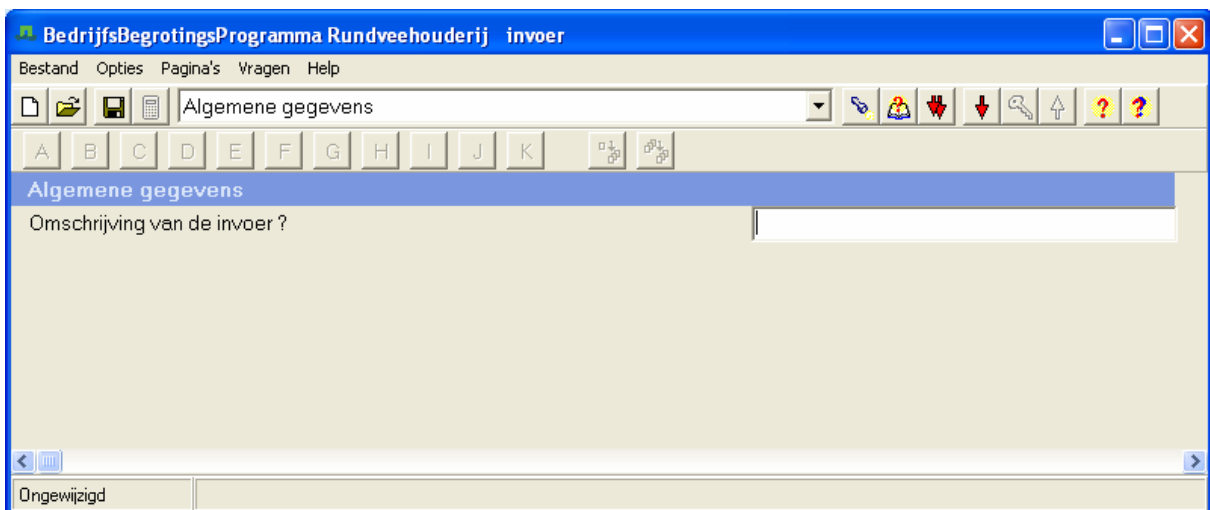 BedrijfsBegrotingsProgramma Rundveehouderij invoer
Bestand Opties Pagina's Vragen Help
Algemene gegevens
A B C D E F G H I J K
Algemene gegevens
Omschrijving van de invoer ?
Ongewijzigd